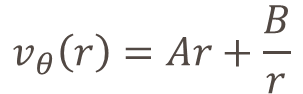 v_θ(r) = Ar + B/r